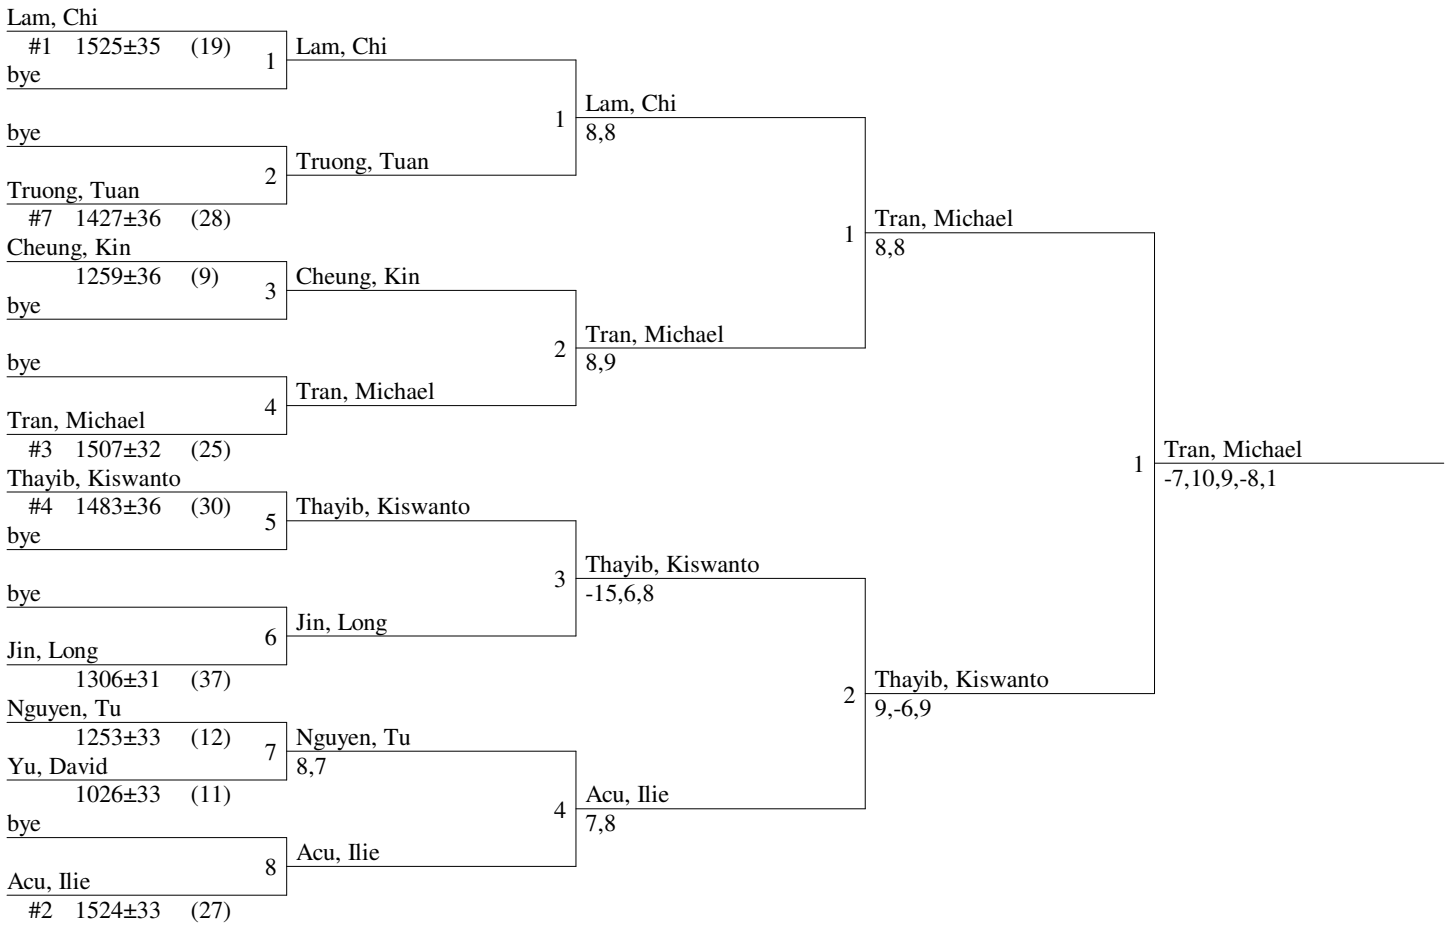 Lam, Chi
#1 1525±35 (19)
bye
1
Lam, Chi
bye
Truong, Tuan
#7 1427±36 (28)
2
Truong, Tuan
1
Lam, Chi
8,8
Cheung, Kin
1259±36 (9)
bye
3
Cheung, Kin
bye
Tran, Michael
#3 1507±32 (25)
4
Tran, Michael
2
Tran, Michael
8,9
1
Tran, Michael
8,8
Thayib, Kiswanto
#4 1483±36 (30)
bye
5
Thayib, Kiswanto
bye
Jin, Long
1306±31 (37)
6
Jin, Long
3
Thayib, Kiswanto
-15,6,8
Nguyen, Tu
1253±33 (12)
Yu, David
1026±33 (11)
7
Nguyen, Tu
8,7
bye
Acu, Ilie
#2 1524±33 (27)
8
Acu, Ilie
4
Acu, Ilie
7,8
2
Thayib, Kiswanto
9,-6,9
1
Tran, Michael
-7,10,9,-8,1